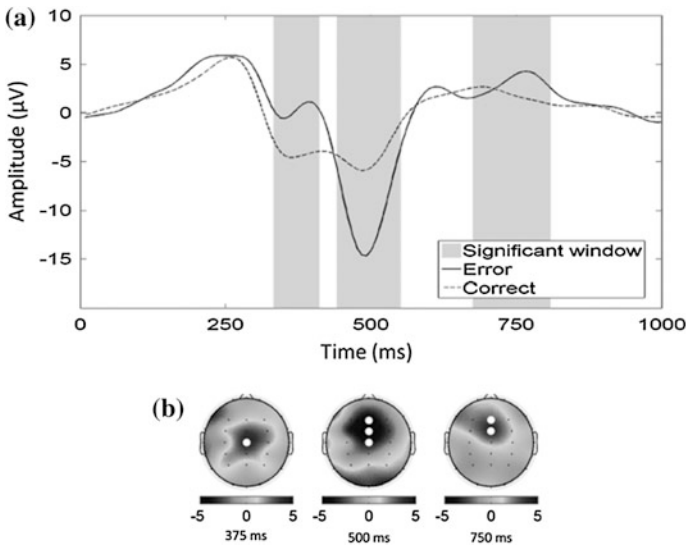 (a)
Amplitude (µV)
10
5
0
-5
-10
-15
Significant window
Error
Correct
0 250 500 750 1000
Time (ms)
(b)
-5 0 5 -5 0 5 -5 0 5
375 ms 500 ms 750 ms